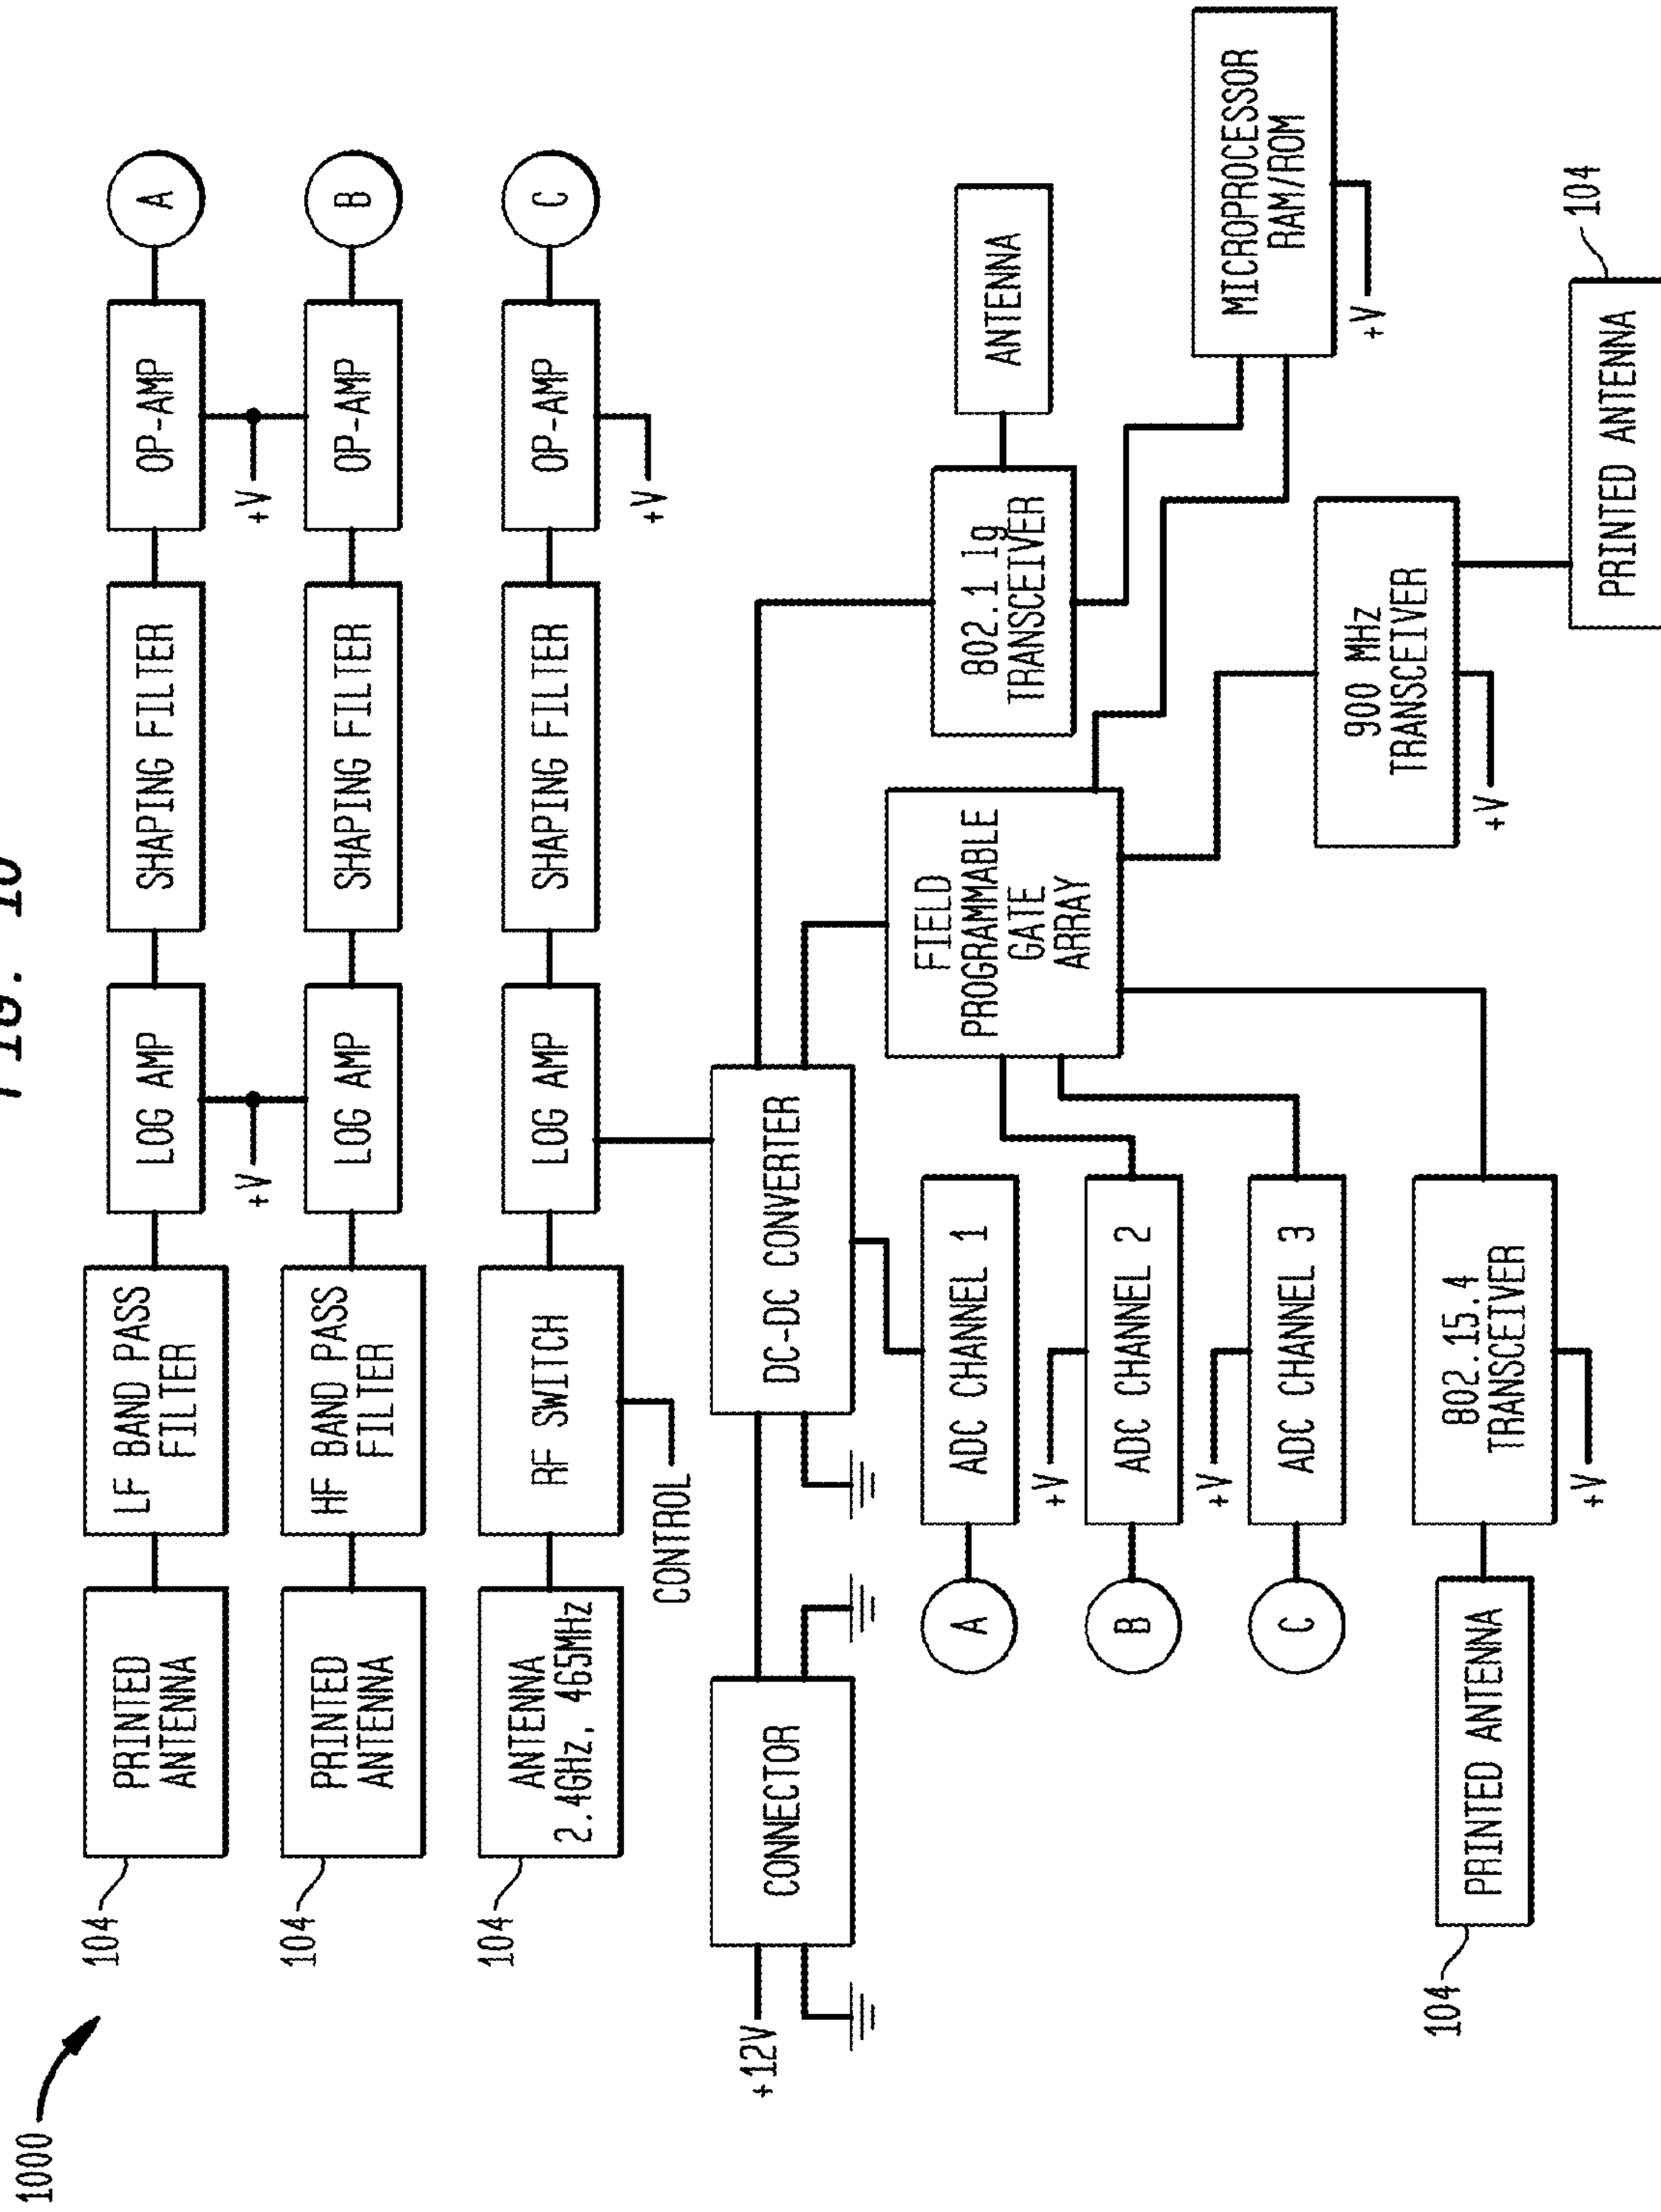 FIG. 10
1000
104
PRINTED
ANTENNA
LF BAND PASS
FILTER
LOG AMP
SHAPING FILTER
OP-AMP
A
+V
+V
104
PRINTED
ANTENNA
HF BAND PASS
FILTER
LOG AMP
SHAPING FILTER
OP-AMP
B
104
ANTENNA
2.4GHz, 465MHz
RF SWITCH
LOG AMP
SHAPING FILTER
OP-AMP
C
CONTROL
+V
+12V
CONNECTOR
DC-DC CONVERTER
802.1 lg
TRANSCEIVER
ANTENNA
FIELD
PROGRAMMABLE
GATE
ARRAY
A
ADC CHANNEL 1
+V
B
ADC CHANNEL 2
+V
C
ADC CHANNEL 3
MICROPROCESSOR
RAM/ROM
+V
900 MHz
TRANSCEIVER
+V
104
PRINTED ANTENNA
802.15.4
TRANSCEIVER
+V
104
PRINTED ANTENNA